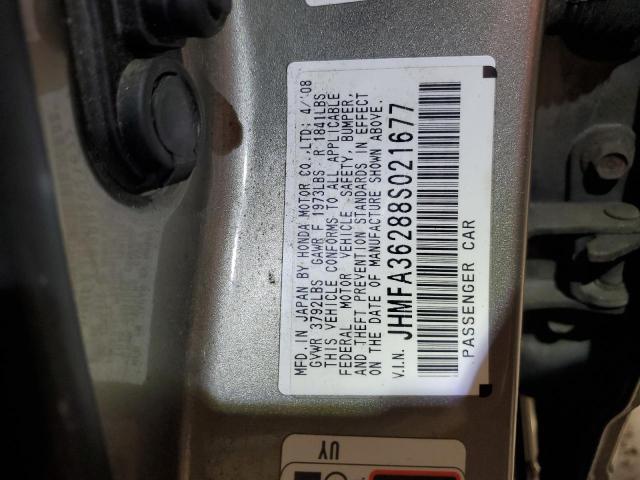 MFD. IN JAPAN BY HONDA MOTOR CO., LTD; 4/'08
GVWR 3792LBS GAWR F 1973LBS · R 1841LBS
THIS VEHICLE CONFORMS TO ALL APPLICABLE
FEDERAL MOTOR VEHICLE SAFETY, BUMPER,
AND THEFT PREVENTION STANDARDS IN EFFECT
ON THE DATE OF MANUFACTURE SHOWN ABOVE.
V.I.N. JHMFA36288S021677
PASSENGER CAR
UY